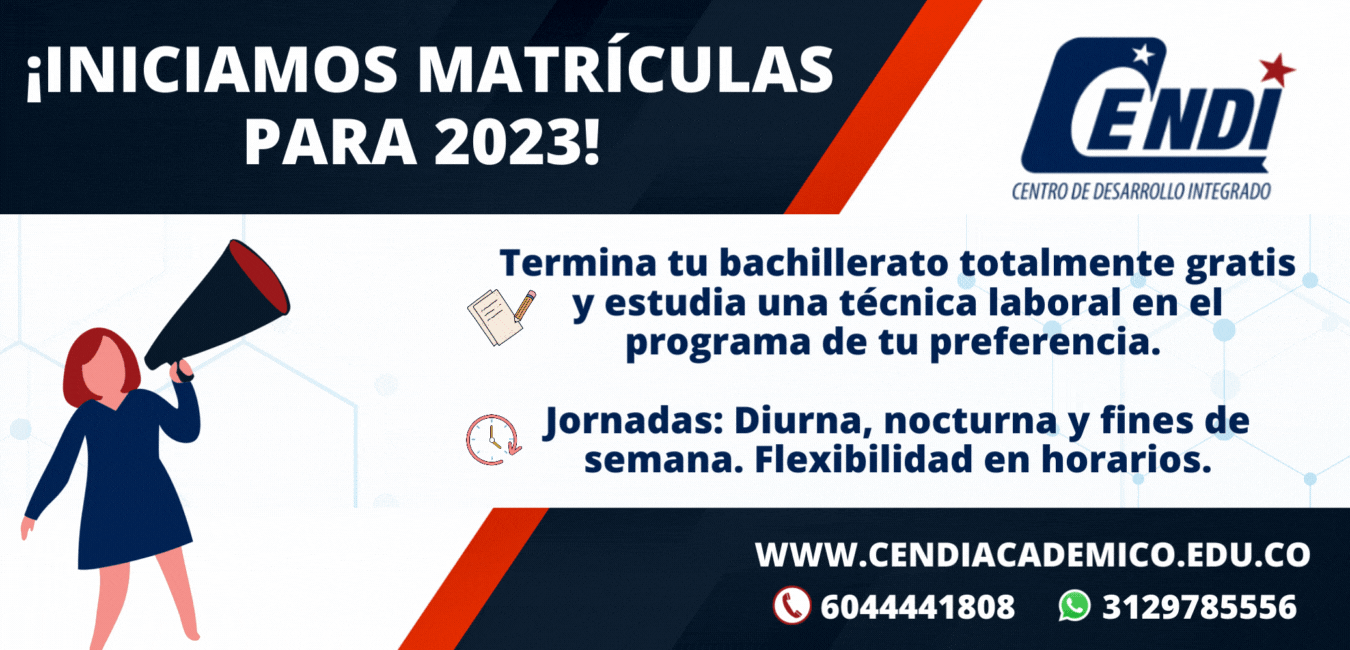 ¡INICIAMOS MATRÍCULAS
PARA 2023!
CENDI
CENTRO DE DESARROLLO INTEGRADO
Termina tu bachillerato totalmente gratis
y estudia una técnica laboral en el
programa de tu preferencia.
Jornadas: Diurna, nocturna y fines de
semana. Flexibilidad en horarios.
WWW.CENDIACADEMICO.EDU.CO
6044441808 3129785556